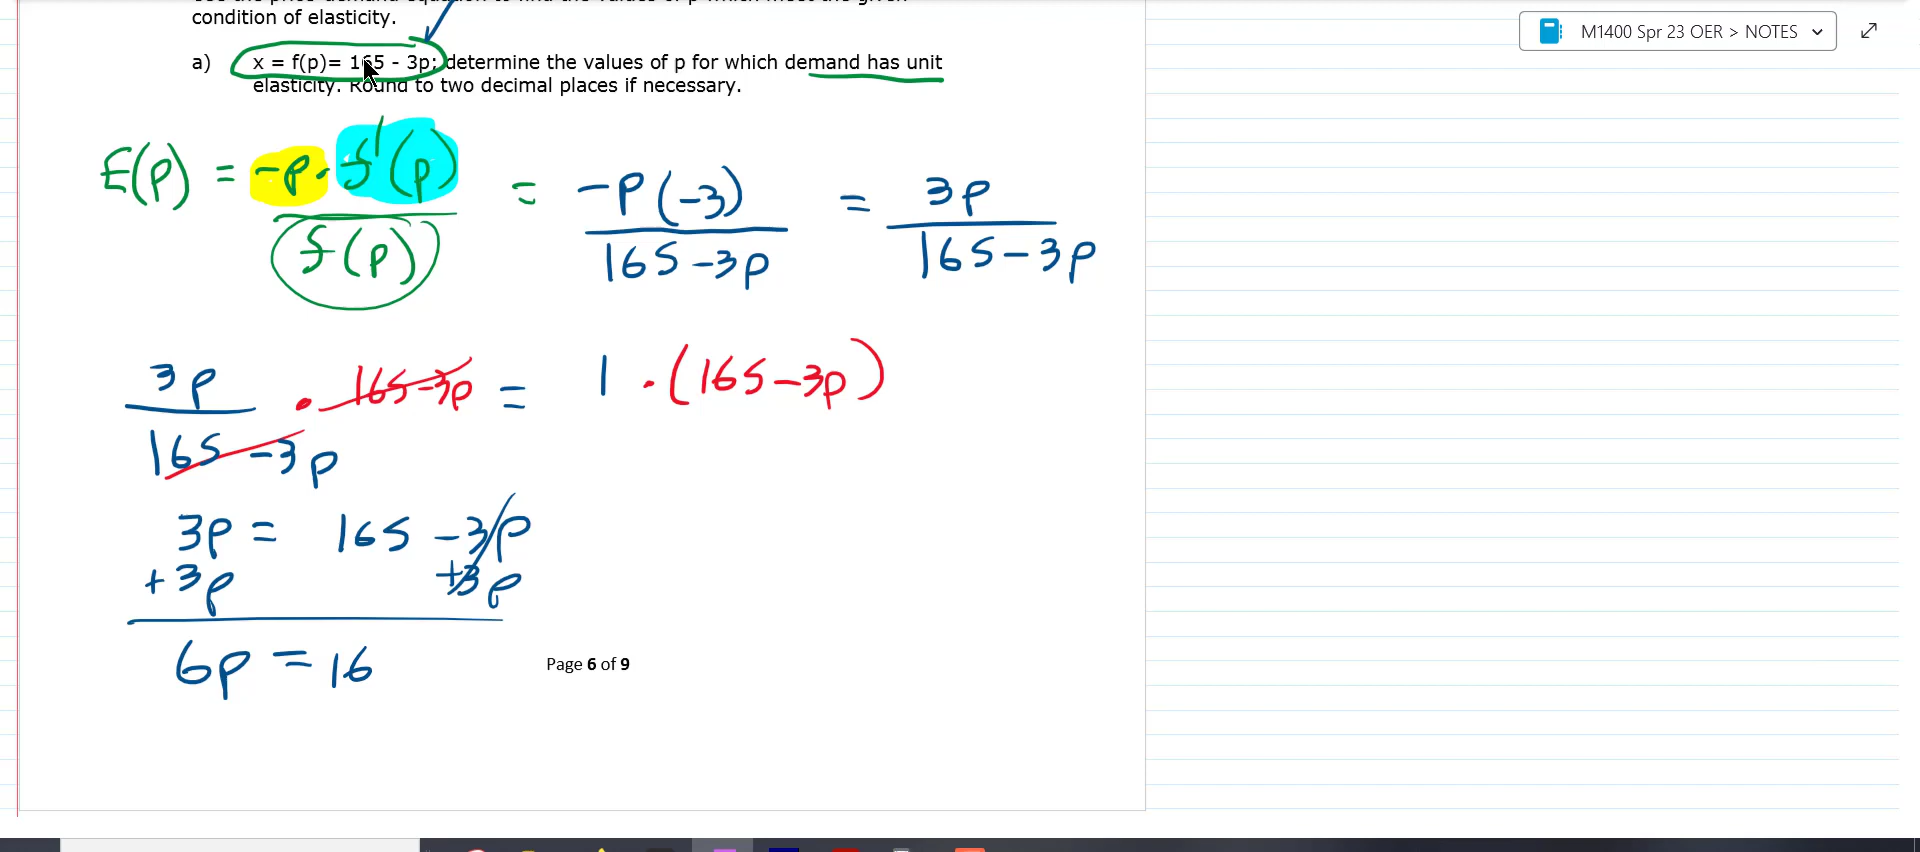 M1400 Spr 23 OER > NOTES
condition of elasticity.
a) x = f(p)= 165 - 3p; determine the values of p for which demand has unit
elasticity. Round to two decimal places if necessary.
E(p) = -p · f'(p) / f(p) = -p(-3) / 165-3p = 3p / 165-3p
3p / 165-3p · 165-3p = 1 · (165-3p)
3p = 165 -3p
+3p +3p
6p = 16
Page 6 of 9